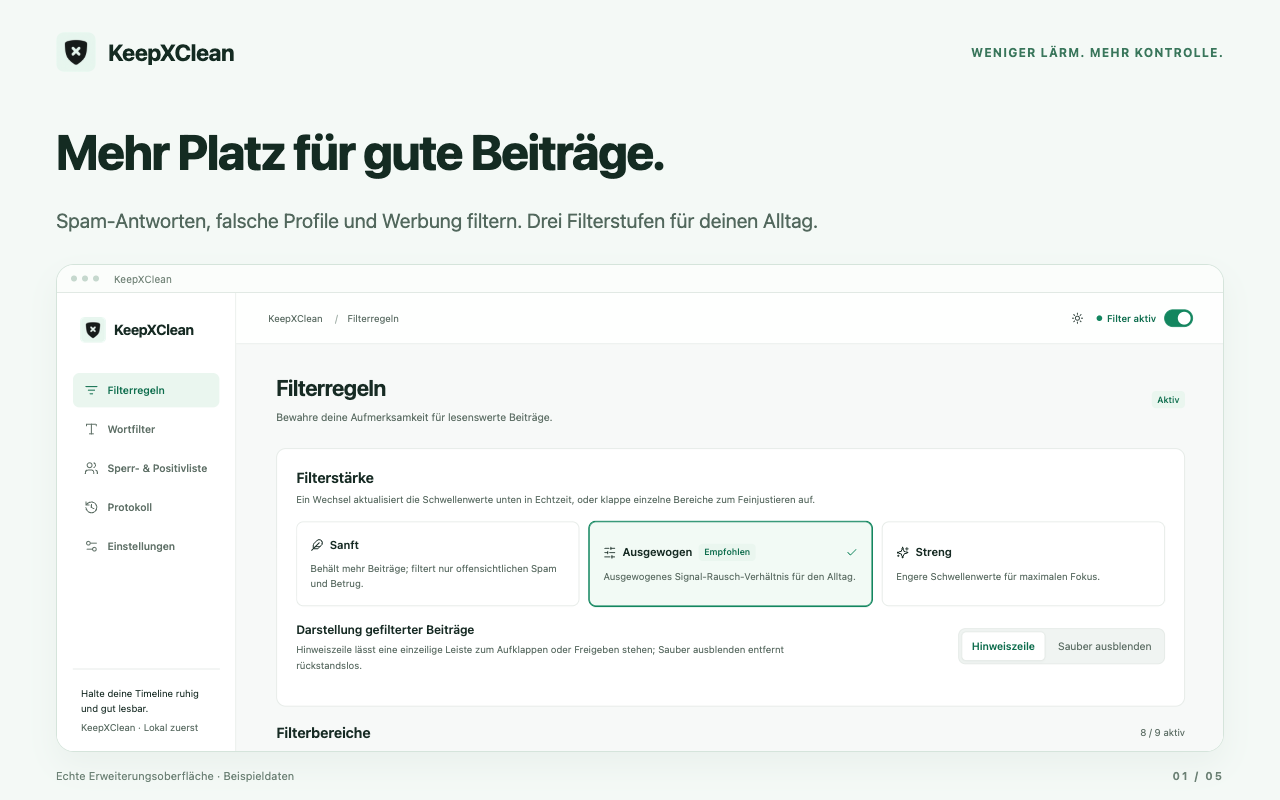 KeepXClean
WENIGER LÄRM. MEHR KONTROLLE.
Mehr Platz für gute Beiträge.
Spam-Antworten, falsche Profile und Werbung filtern. Drei Filterstufen für deinen Alltag.
KeepXClean
KeepXClean
Filterregeln
Wortfilter
Sperr- & Positivliste
Protokoll
Einstellungen
Halte deine Timeline ruhig
und gut lesbar.
KeepXClean · Lokal zuerst
KeepXClean / Filterregeln
Filter aktiv
Filterregeln
Bewahre deine Aufmerksamkeit für lesenswerte Beiträge.
Aktiv
Filterstärke
Ein Wechsel aktualisiert die Schwellenwerte unten in Echtzeit, oder klappe einzelne Bereiche zum Feinjustieren auf.
Sanft
Behält mehr Beiträge; filtert nur offensichtlichen Spam
und Betrug.
Ausgewogen Empfohlen
Ausgewogenes Signal-Rausch-Verhältnis für den Alltag.
Streng
Engere Schwellenwerte für maximalen Fokus.
Darstellung gefilterter Beiträge
Hinweiszeile lässt eine einzeilige Leiste zum Aufklappen oder Freigeben stehen; Sauber ausblenden entfernt
rückstandslos.
Hinweiszeile Sauber ausblenden
Filterbereiche
8 / 9 aktiv
Echte Erweiterungsoberfläche · Beispieldaten
01 / 05